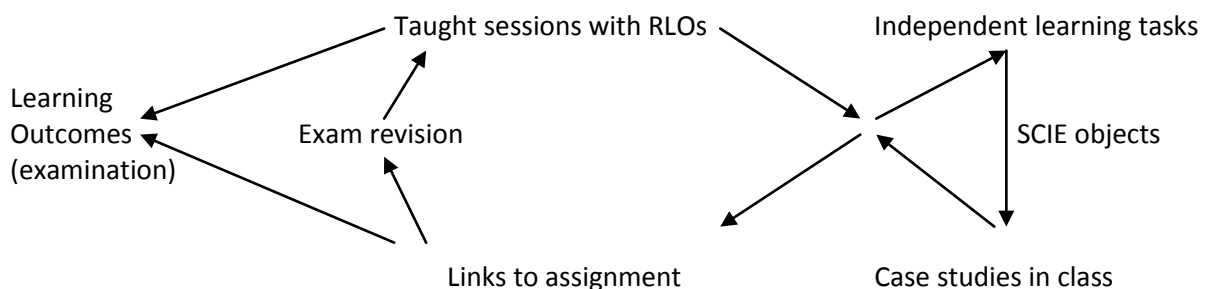 Taught sessions with RLOs
Independent learning tasks
Learning
Outcomes
(examination)
Exam revision
SCIE objects
Links to assignment
Case studies in class